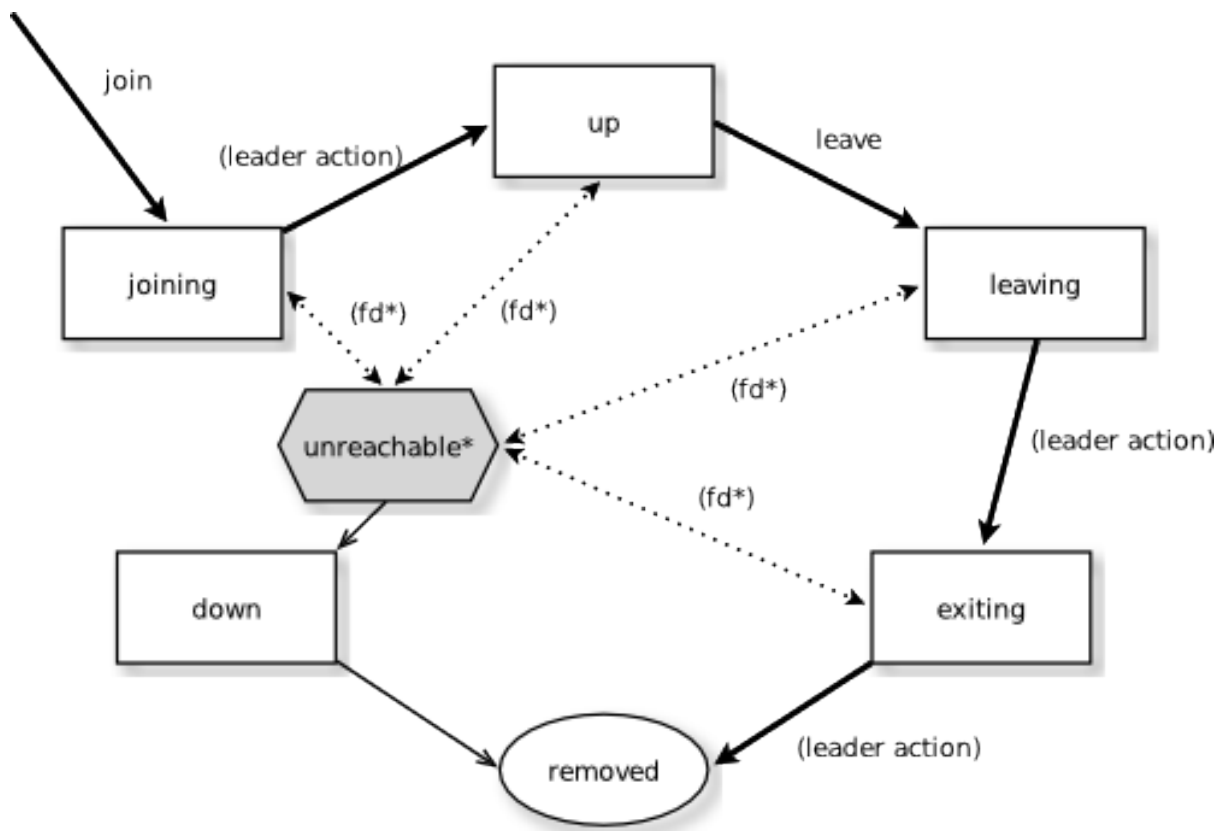 join
up
(leader action)
leave
joining
leaving
(fd*)
(fd*)
(fd*)
unreachable*
(leader action)
(fd*)
down
exiting
(leader action)
removed